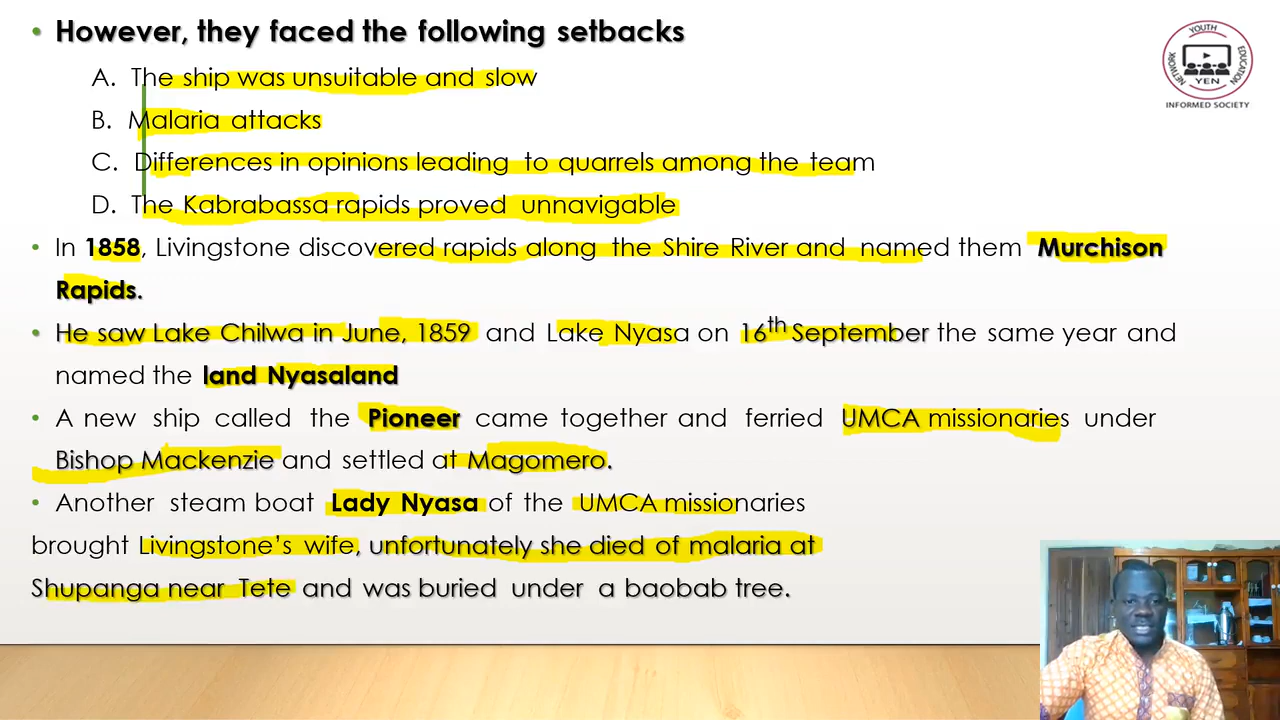 • However, they faced the following setbacks
A. The ship was unsuitable and slow
B. Malaria attacks
C. Differences in opinions leading to quarrels among the team
D. The Kabrabassa rapids proved unnavigable
• In 1858, Livingstone discovered rapids along the Shire River and named them Murchison
Rapids.
• He saw Lake Chilwa in June, 1859 and Lake Nyasa on 16th September the same year and
named the land Nyasaland
• A new ship called the Pioneer came together and ferried UMCA missionaries under
Bishop Mackenzie and settled at Magomero.
• Another steam boat Lady Nyasa of the UMCA missionaries
brought Livingstone's wife, unfortunately she died of malaria at
Shupanga near Tete and was buried under a baobab tree.
YOUTH
EDUCATION
NETWORK
YEN
INFORMED SOCIETY